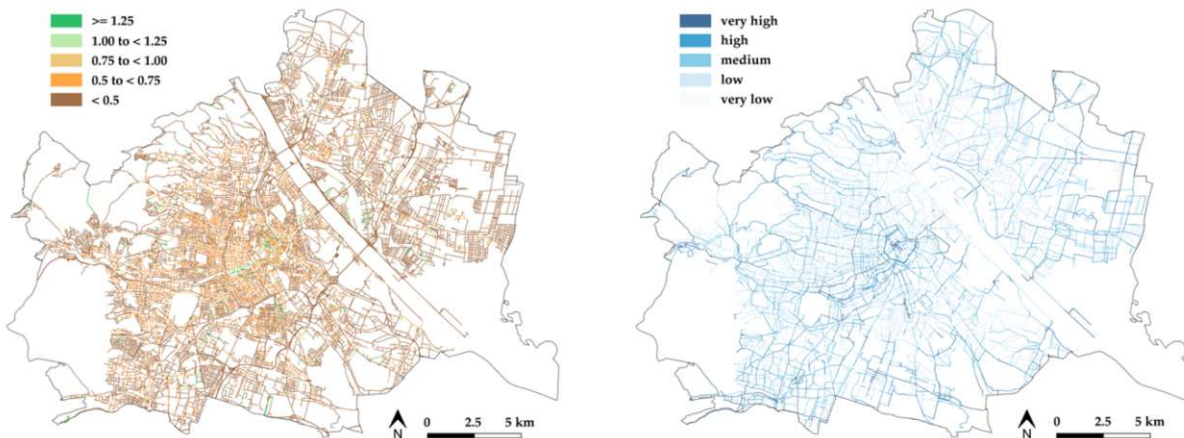 >= 1.25
1.00 to < 1.25
0.75 to < 1.00
0.5 to < 0.75
< 0.5
N
0 2.5 5 km
very high
high
medium
low
very low
N
0 2.5 5 km